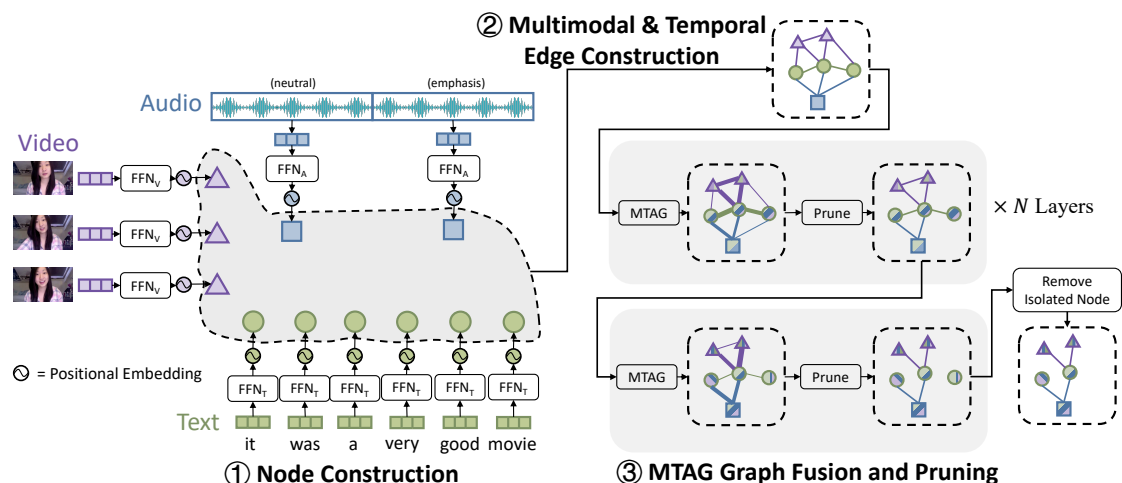 ② Multimodal & Temporal
Edge Construction
(neutral)
(emphasis)
Audio
Video
FFN_A
FFN_A
FFN_V
FFN_V
FFN_V
MTAG
Prune
× N Layers
Remove
Isolated Node
MTAG
Prune
= Positional Embedding
FFN_T
FFN_T
FFN_T
FFN_T
FFN_T
FFN_T
Text
it was a very good movie
① Node Construction
③ MTAG Graph Fusion and Pruning